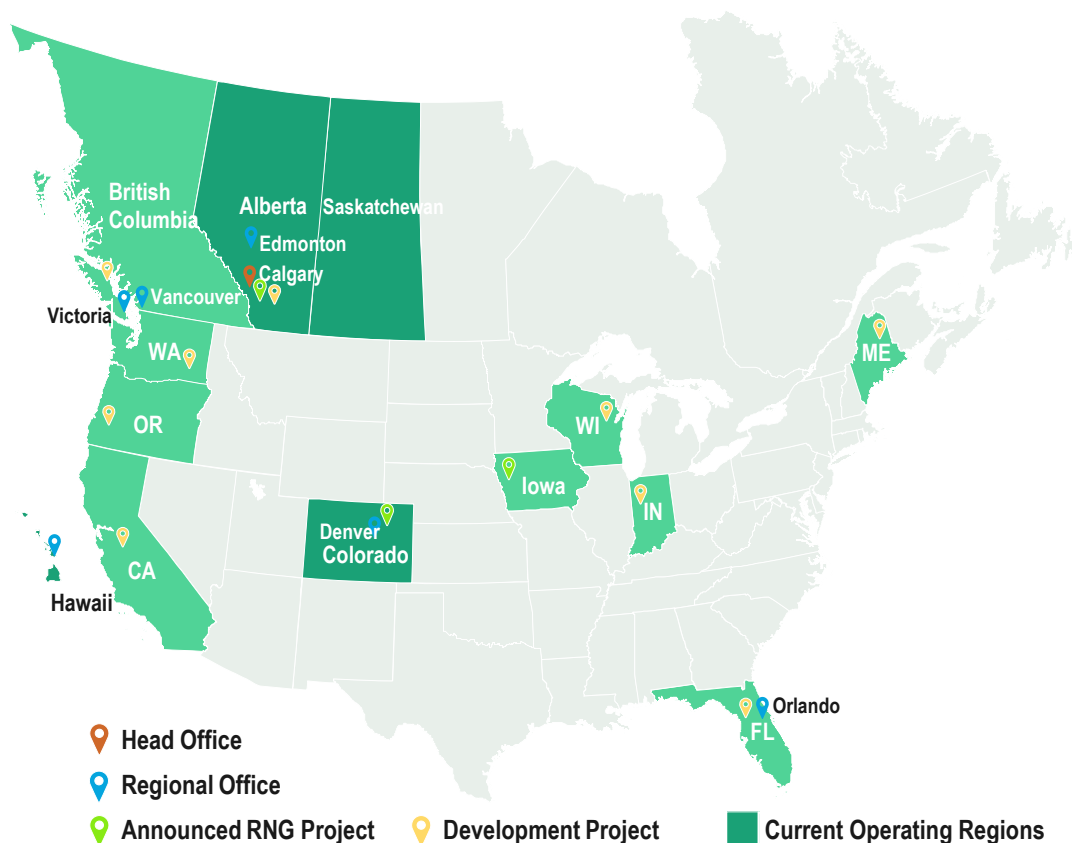 British
Columbia
Alberta
Saskatchewan
Edmonton
Calgary
Vancouver
Victoria
WA
ME
OR
WI
Iowa
IN
Denver
Colorado
CA
Hawaii
Orlando
FL
Head Office
Regional Office
Announced RNG Project
Development Project
Current Operating Regions